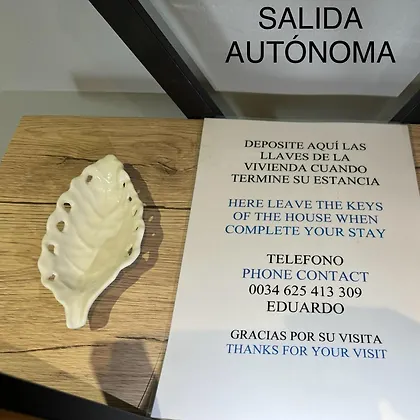 SALIDA
AUTÓNOMA
DEPOSITE AQUÍ LAS
LLAVES DE LA
VIVIENDA CUANDO
TERMINE SU ESTANCIA
HERE LEAVE THE KEYS
OF THE HOUSE WHEN
COMPLETE YOUR STAY
TELEFONO
PHONE CONTACT
0034 625 413 309
EDUARDO
GRACIAS POR SU VISITA
THANKS FOR YOUR VISIT